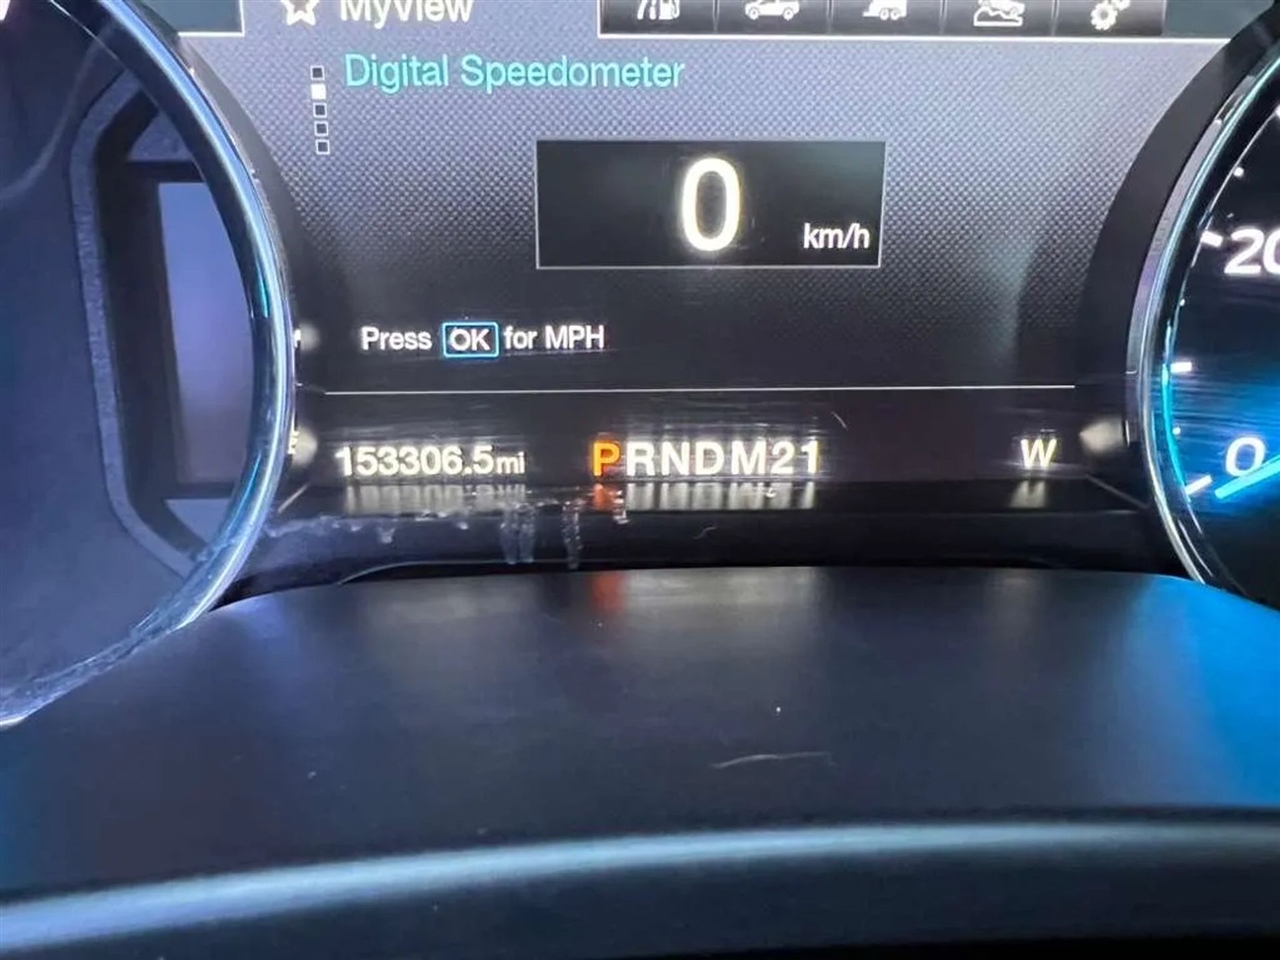 MyView
Digital Speedometer
0 km/h
Press OK for MPH
153306.5mi PRNDM21 W
20
0